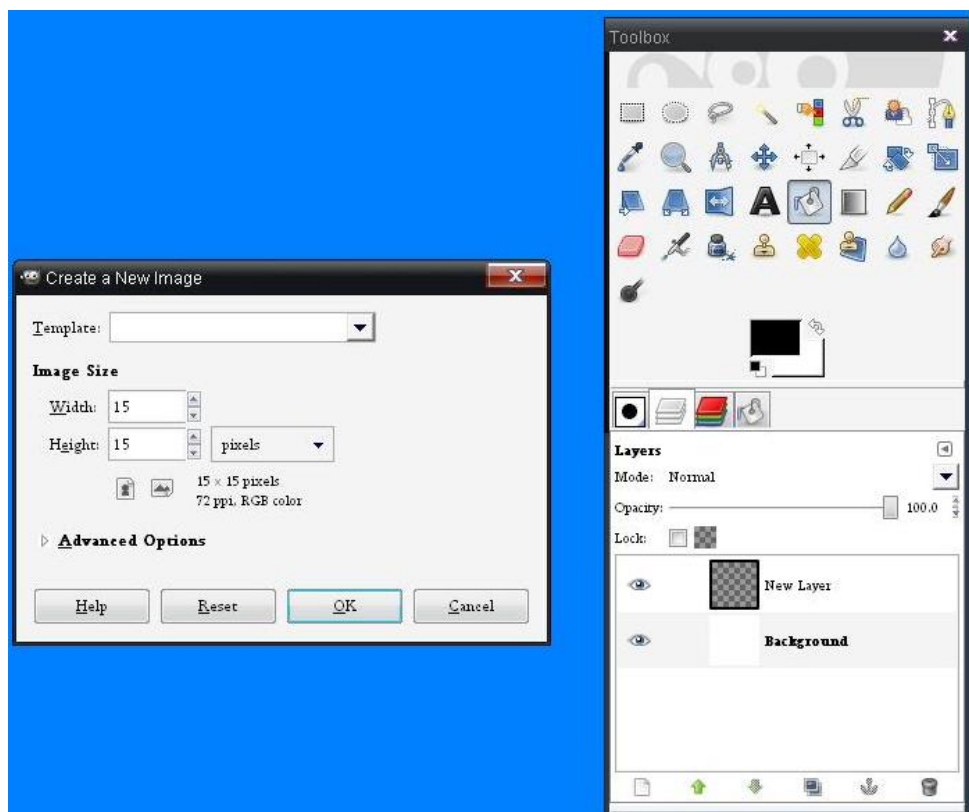 Toolbox
Create a New Image
Template:
Image Size
Width: 15
Height: 15 pixels
15 × 15 pixels
72 ppi, RGB color
Advanced Options
Help Reset OK Cancel
Layers
Mode: Normal
Opacity: 100.0
Lock:
New Layer
Background